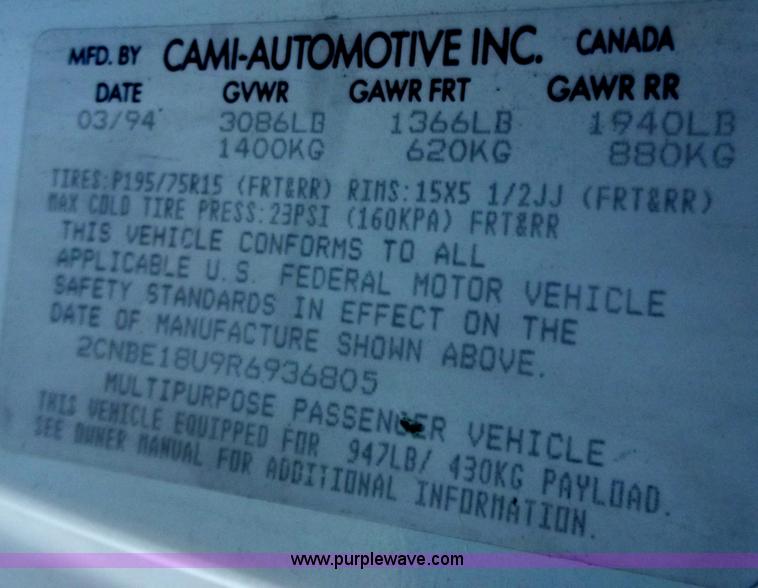 MFD. BY CAMI-AUTOMOTIVE INC. CANADA
DATE GVWR GAWR FRT GAWR RR
03/94 3086LB 1366LB 1940LB
1400KG 620KG 880KG
TIRES:P195/75R15 (FRT&RR) RIMS:15X5 1/2JJ (FRT&RR)
MAX COLD TIRE PRESS:23PSI (160KPA) FRT&RR
THIS VEHICLE CONFORMS TO ALL
APPLICABLE U.S. FEDERAL MOTOR VEHICLE
SAFETY STANDARDS IN EFFECT ON THE
DATE OF MANUFACTURE SHOWN ABOVE.
2CNBE18U9R6936805
MULTIPURPOSE PASSENGER VEHICLE
THIS VEHICLE EQUIPPED FOR 947LB/ 430KG PAYLOAD.
SEE OWNER MANUAL FOR ADDITIONAL INFORMATION.
www.purplewave.com